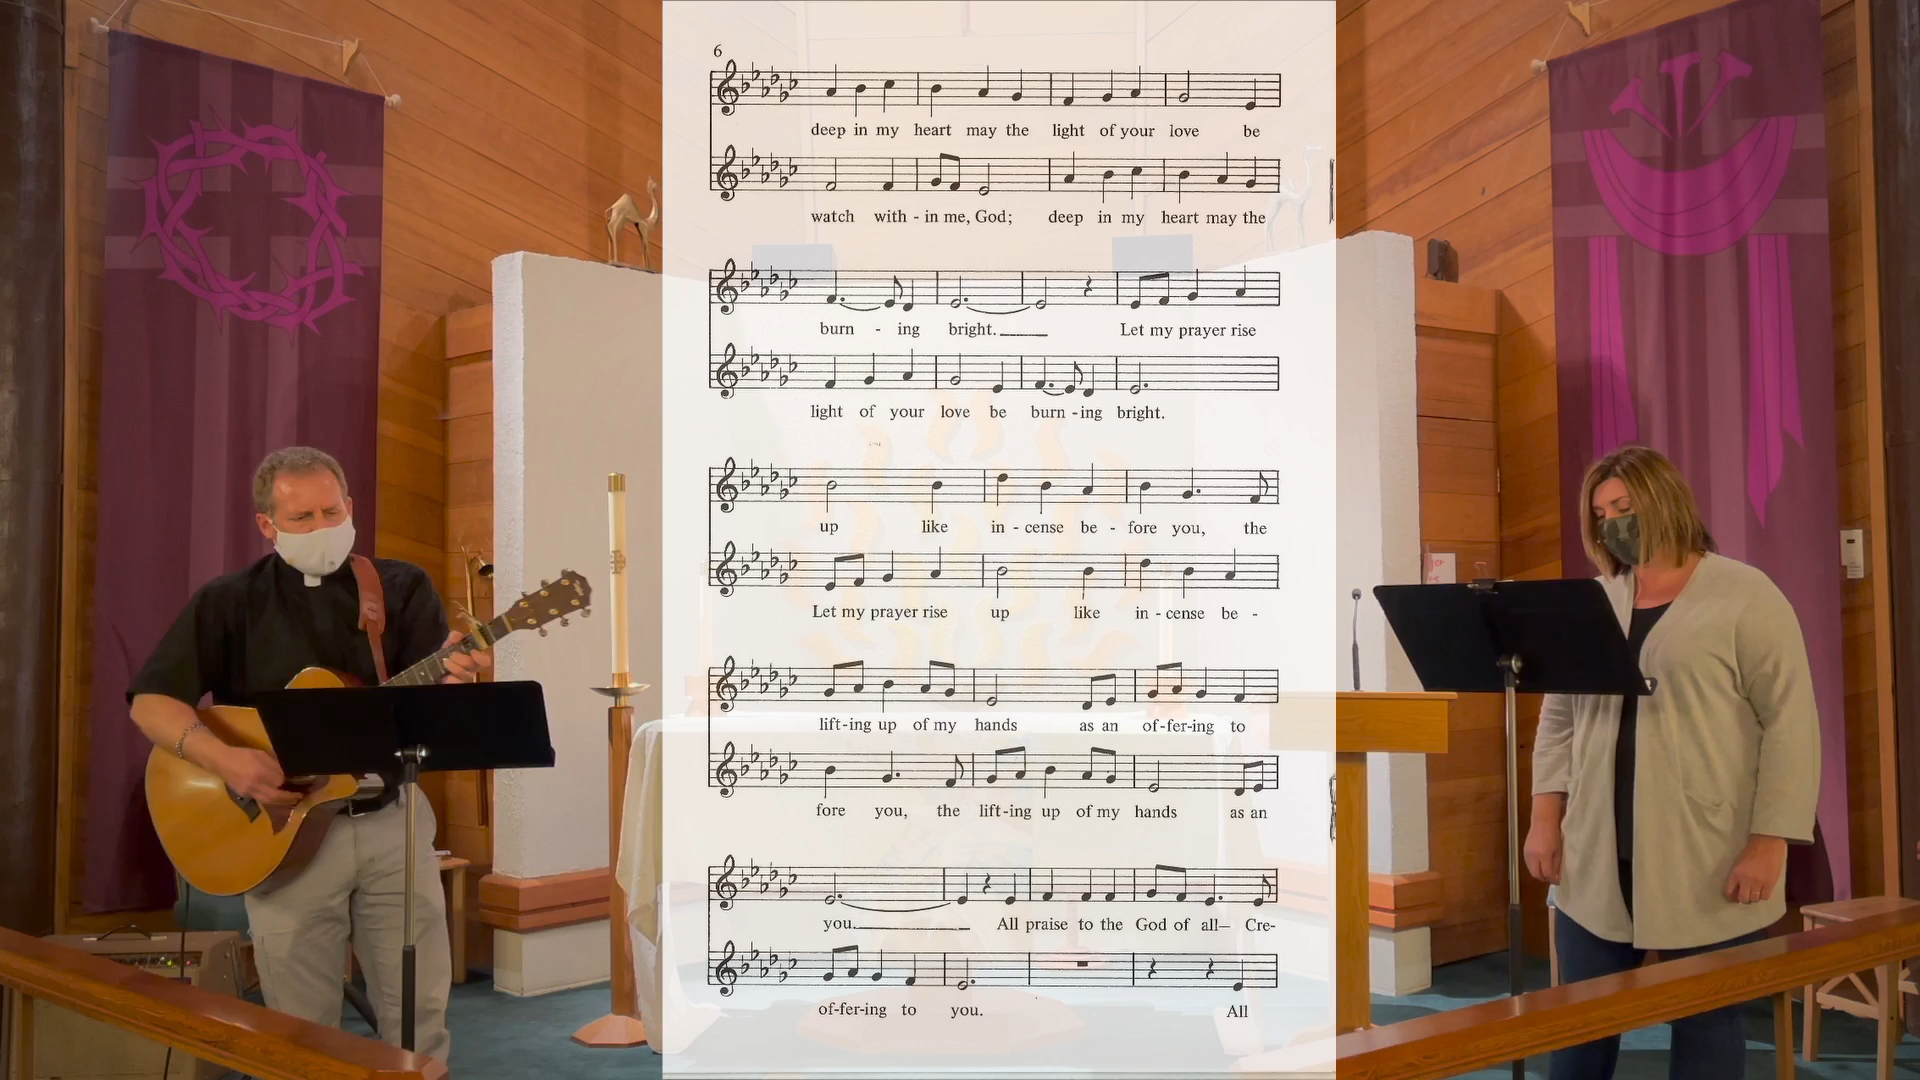 6
deep in my heart may the light of your love be
watch with - in me, God; deep in my heart may the
burn - ing bright. Let my prayer rise
light of your love be burn - ing bright.
up like in - cense be - fore you, the
Let my prayer rise up like in - cense be -
lift-ing up of my hands as an of-fer-ing to
fore you, the lift-ing up of my hands as an
you. All praise to the God of all— Cre-
of-fer-ing to you. All